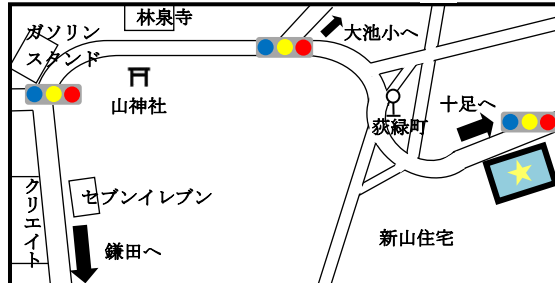 林泉寺
ガソリン
スタンド
大池小へ
山神社
十足へ
荻緑町
セブンイレブン
クリエイト
鎌田へ
新山住宅